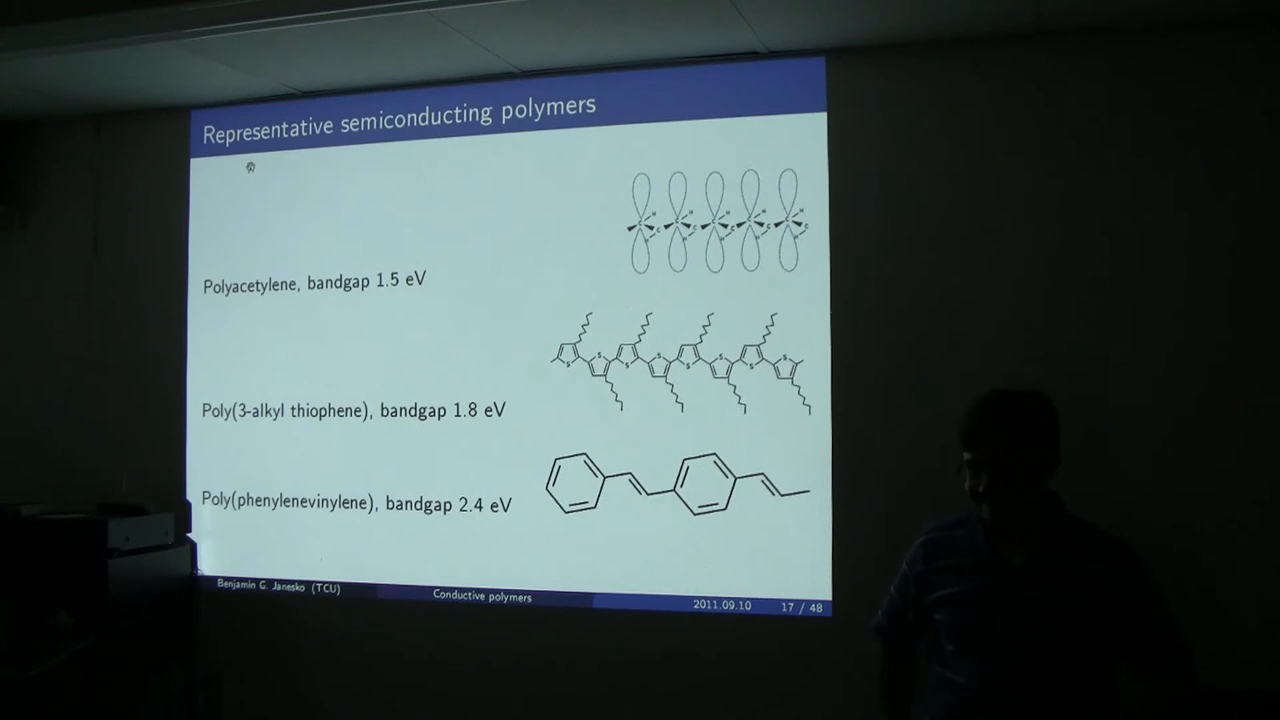 Representative semiconducting polymers
Polyacetylene, bandgap 1.5 eV
Poly(3-alkyl thiophene), bandgap 1.8 eV
S S S S S S S S
Poly(phenylenevinylene), bandgap 2.4 eV
Benjamin G. Janesko (TCU) Conductive polymers 2011.09.10 17 / 48